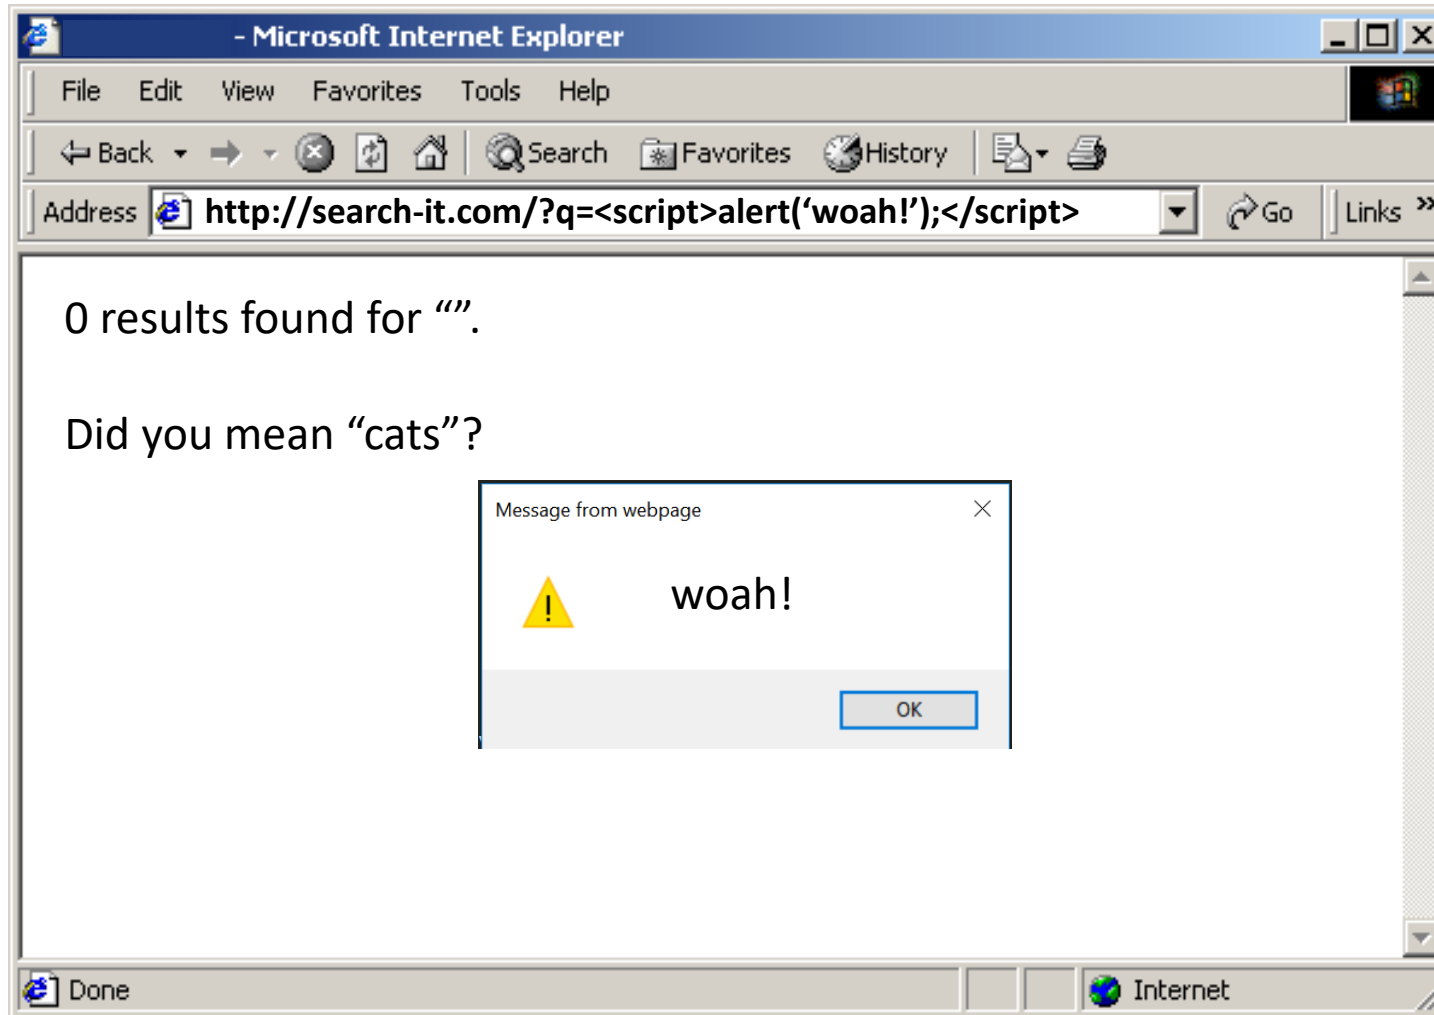 - Microsoft Internet Explorer
File Edit View Favorites Tools Help
Back Search Favorites History
Address http://search-it.com/?q=<script>alert(‘woah!’);</script> Go Links »
0 results found for “”.
Did you mean “cats”?
Message from webpage
woah!
OK
Done Internet